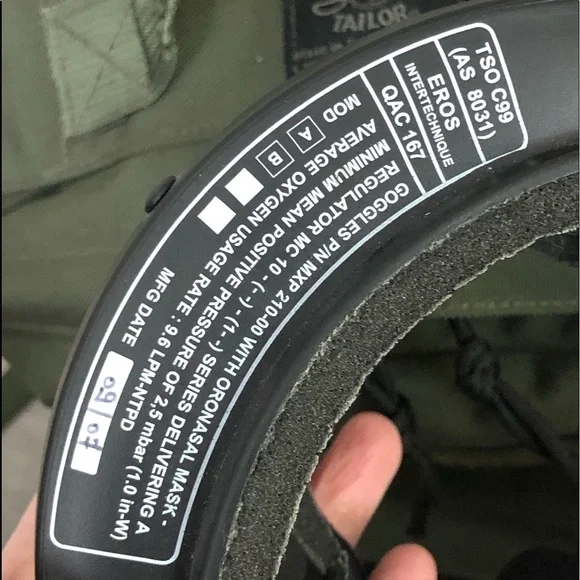 TAILOR
TSO C99
(AS 8031)
EROS
INTERTECHNIQUE
QAC 167
GOGGLES P/N MXP 210-00 WITH ORONASAL MASK -
REGULATOR MC 10 - (--) - (1--) SERIES DELIVERING A
MINIMUM MEAN POSITIVE PRESSURE OF 2,5 mbar (1.0 in-W)
AVERAGE OXYGEN USAGE RATE : 9.6 LPM-NTPD
MOD A B
MFG DATE 09/07